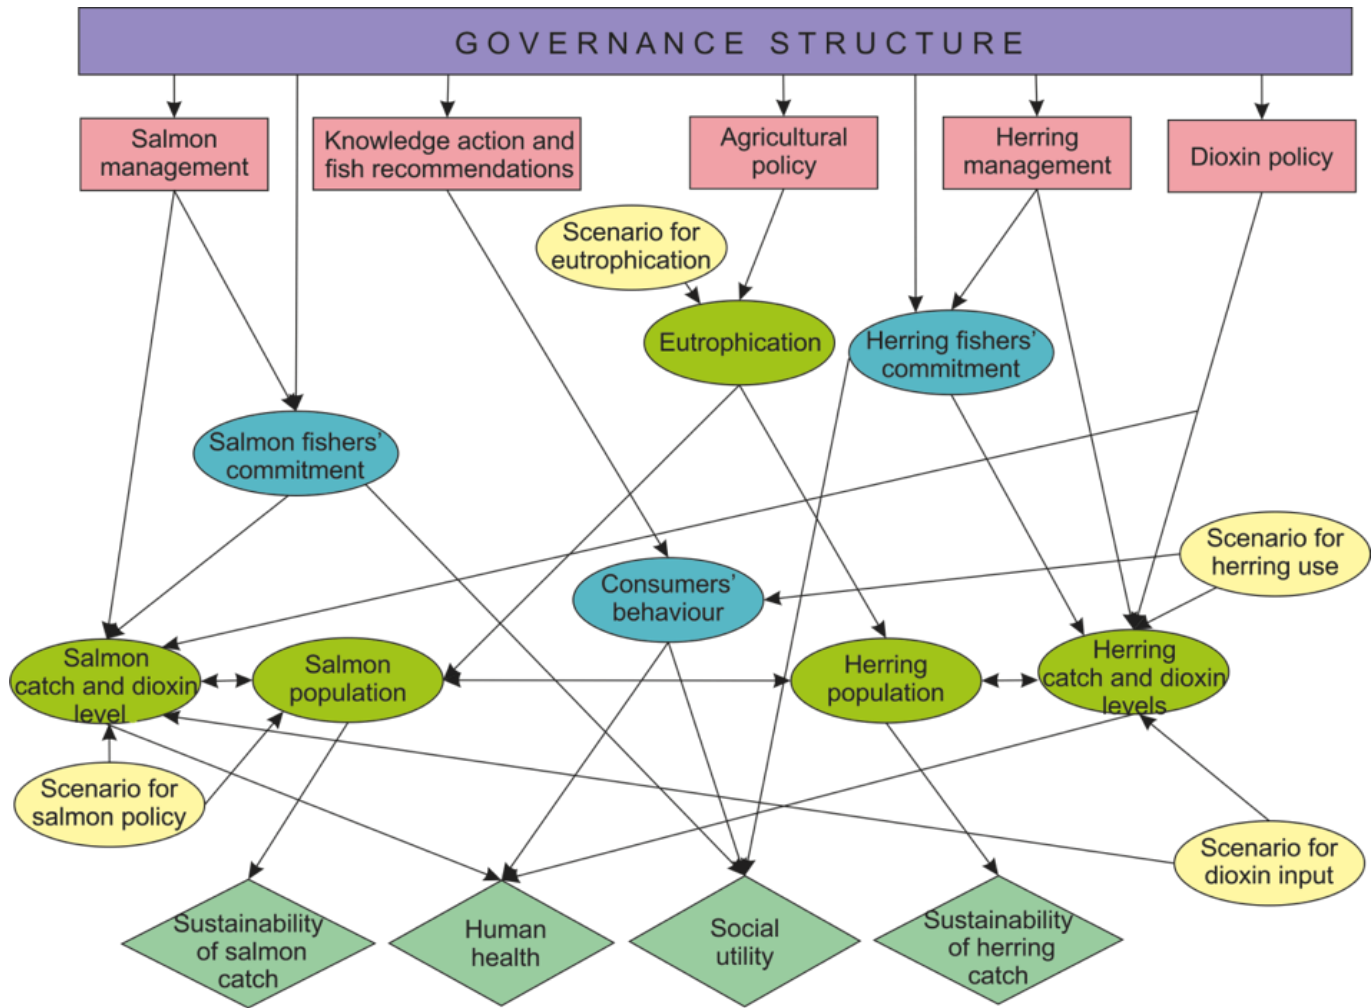 GOVERNANCE STRUCTURE
Salmon
management
Knowledge action and
fish recommendations
Agricultural
policy
Herring
management
Dioxin policy
Scenario for
eutrophication
Eutrophication
Herring fishers’
commitment
Salmon fishers’
commitment
Scenario for
herring use
Consumers’
behaviour
Salmon
catch and dioxin
level
Salmon
population
Herring
population
Herring
catch and dioxin
levels
Scenario for
salmon policy
Scenario for
dioxin input
Sustainability
of salmon
catch
Human
health
Social
utility
Sustainability
of herring
catch